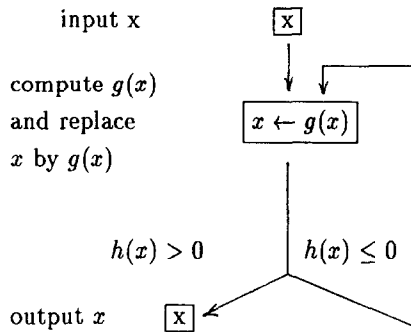 input x x
compute g(x)
and replace x ← g(x)
x by g(x)
h(x) > 0 h(x) ≤ 0
output x x